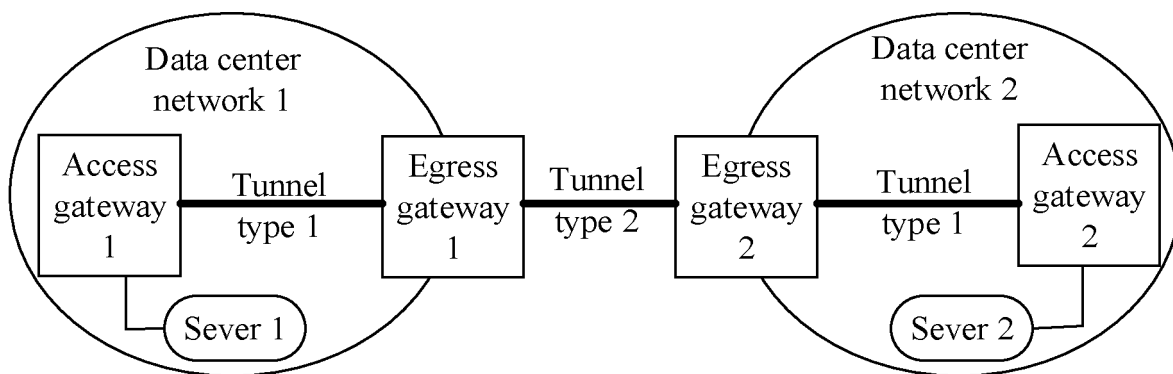 Data center
network 1
Access
gateway
1
Tunnel
type 1
Egress
gateway
1
Sever 1
Tunnel
type 2
Data center
network 2
Egress
gateway
2
Tunnel
type 1
Access
gateway
2
Sever 2